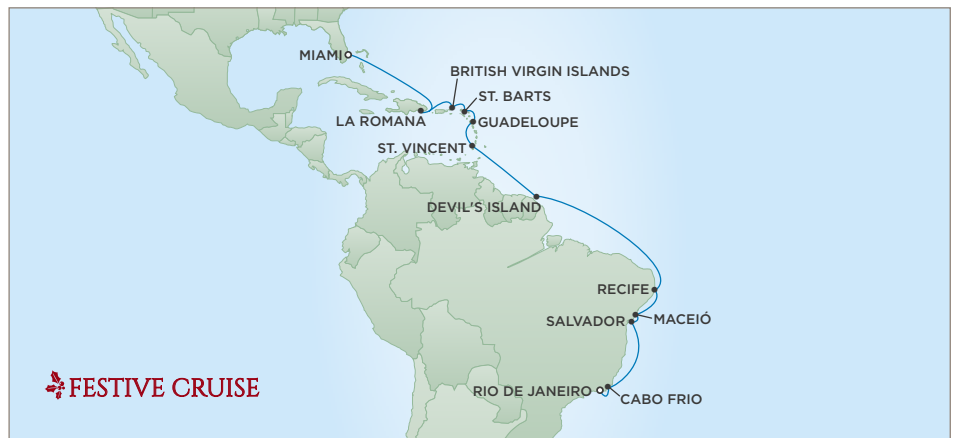 MIAMI
BRITISH VIRGIN ISLANDS
ST. BARTS
LA ROMANA
GUADELOUPE
ST. VINCENT
DEVIL'S ISLAND
RECIFE
SALVADOR
MACEIÓ
RIO DE JANEIRO
CABO FRIO
FESTIVE CRUISE